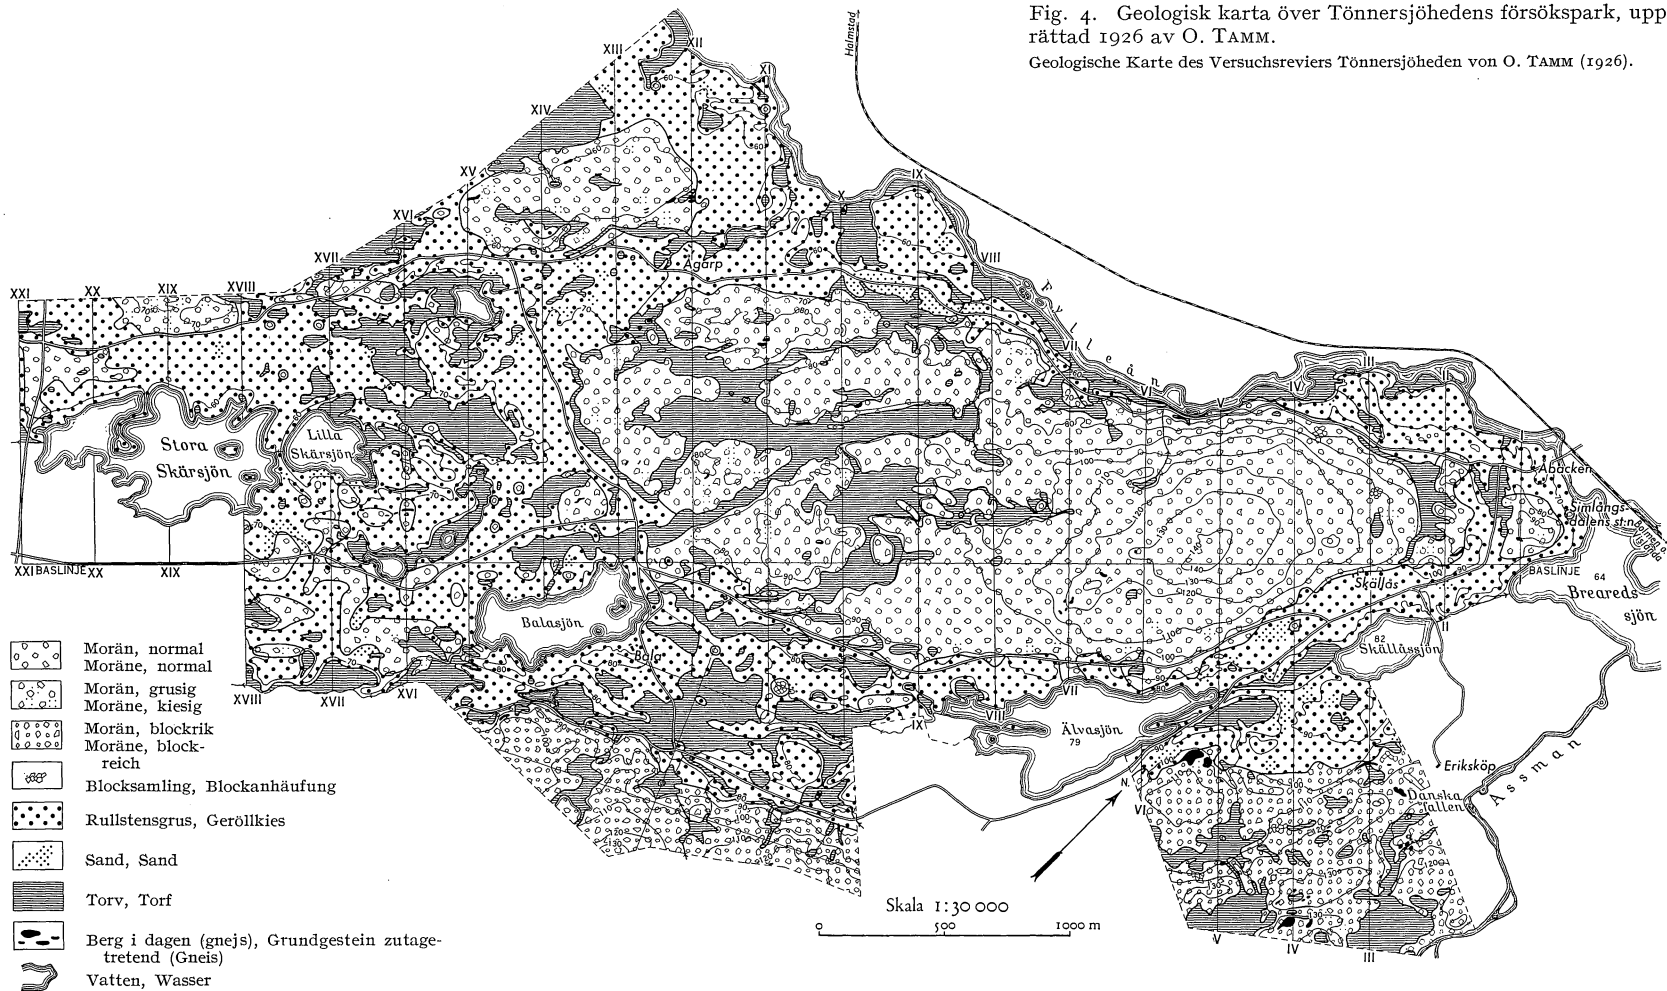 Fig. 4. Geologisk karta över Tönnersjöhedens försökspark, upp
rättad 1926 av O. TAMM.
Geologische Karte des Versuchsreviers Tönnersjöheden von O. TAMM (1926).
Halmstad
XIII
XII
XI
XIV
XV
IX
X
XVI
XVII
VIII
Ågarp
XXI
XX
XIX
XVIII
Fylleån
VII
VI
V
IV
III
II
I
Stora
Skärsjön
Lilla
Skärsjön
Abäcken
Simlångs-
dalens st:n
XXI BASLINJE XX
XIX
BASLINJE
64
Breareds
sjön
Skällås
II
82
Skällåssjön
Balasjön
Bala
XVIII
XVII
XVI
IX
VIII
VII
Älvasjön
79
N.
VI
Eriksköp
Danska
fallen
Assman
V
IV
III
Morän, normal
Moräne, normal
Morän, grusig
Moräne, kiesig
Morän, blockrik
Moräne, block-
reich
Blocksamling, Blockanhäufung
Rullstensgrus, Geröllkies
Sand, Sand
Torv, Torf
Berg i dagen (gnejs), Grundgestein zutage-
tretend (Gneis)
Vatten, Wasser
Skala 1:30 000
0 500 1000 m